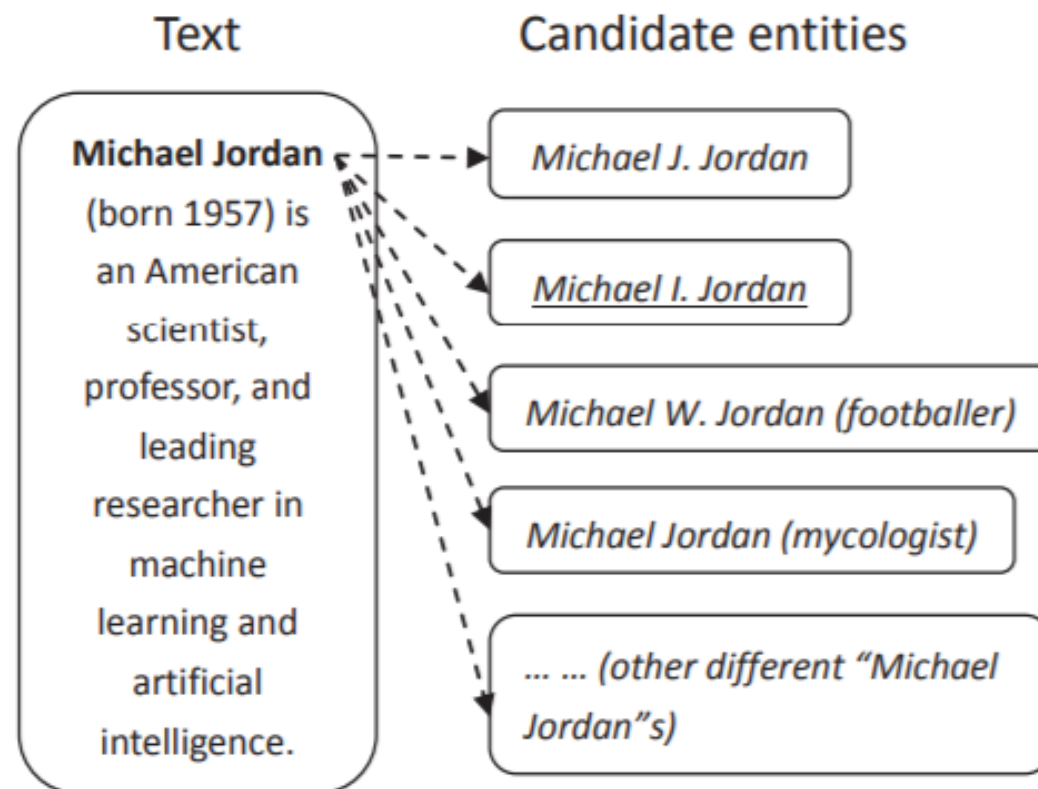 Text
Candidate entities
Michael Jordan
(born 1957) is
an American
scientist,
professor, and
leading
researcher in
machine
learning and
artificial
intelligence.
Michael J. Jordan
Michael I. Jordan
Michael W. Jordan (footballer)
Michael Jordan (mycologist)
... ... (other different “Michael
Jordan”s)